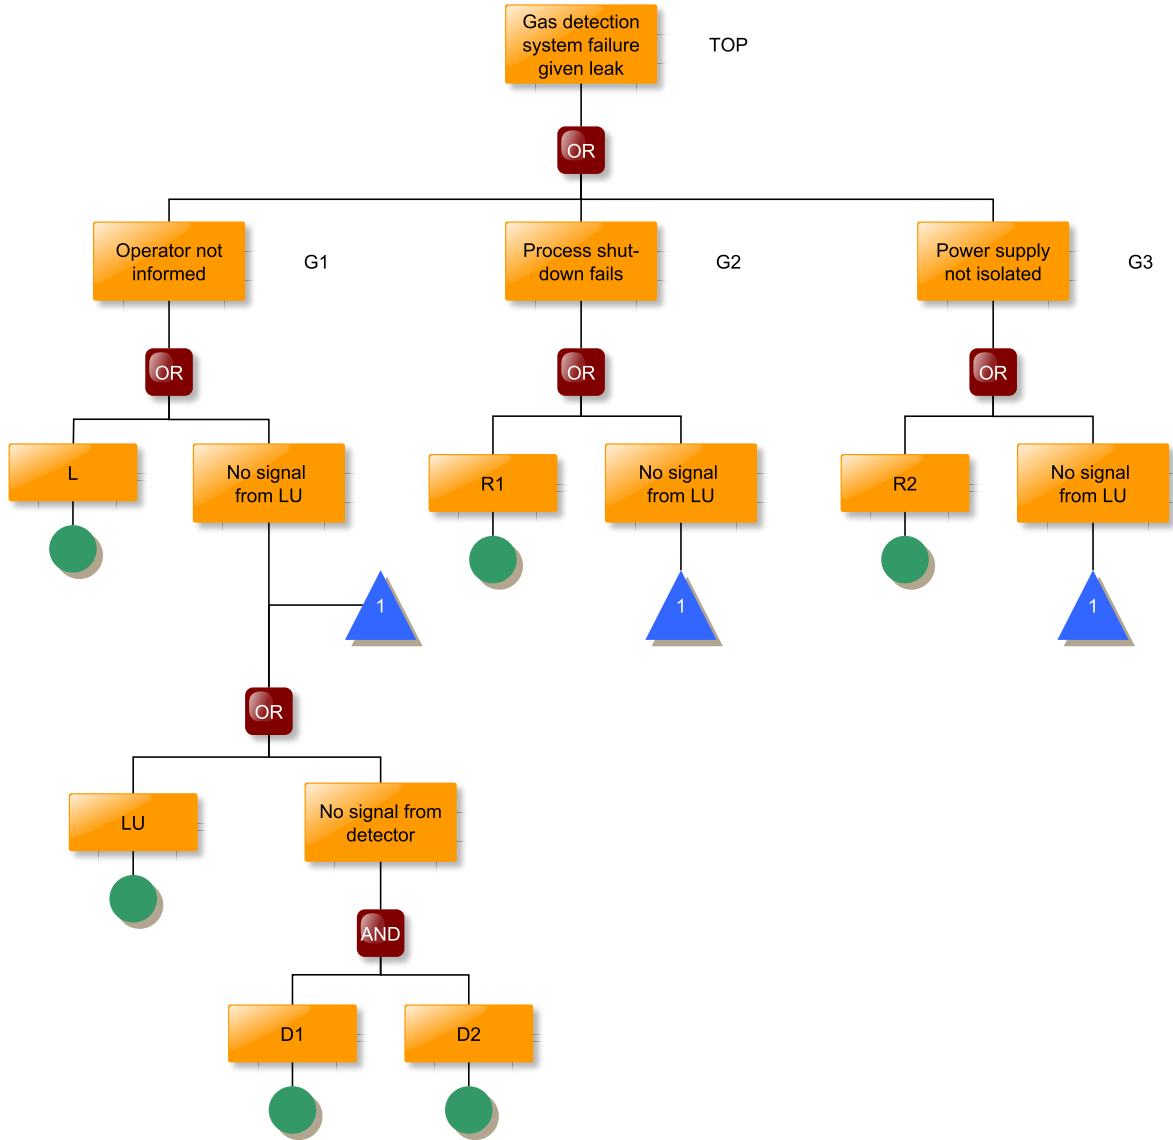 Gas detection
system failure
given leak
TOP
OR
Operator not
informed
G1
Process shut-
down fails
G2
Power supply
not isolated
G3
OR
OR
OR
L
No signal
from LU
R1
No signal
from LU
R2
No signal
from LU
1
1
1
OR
LU
No signal from
detector
AND
D1
D2